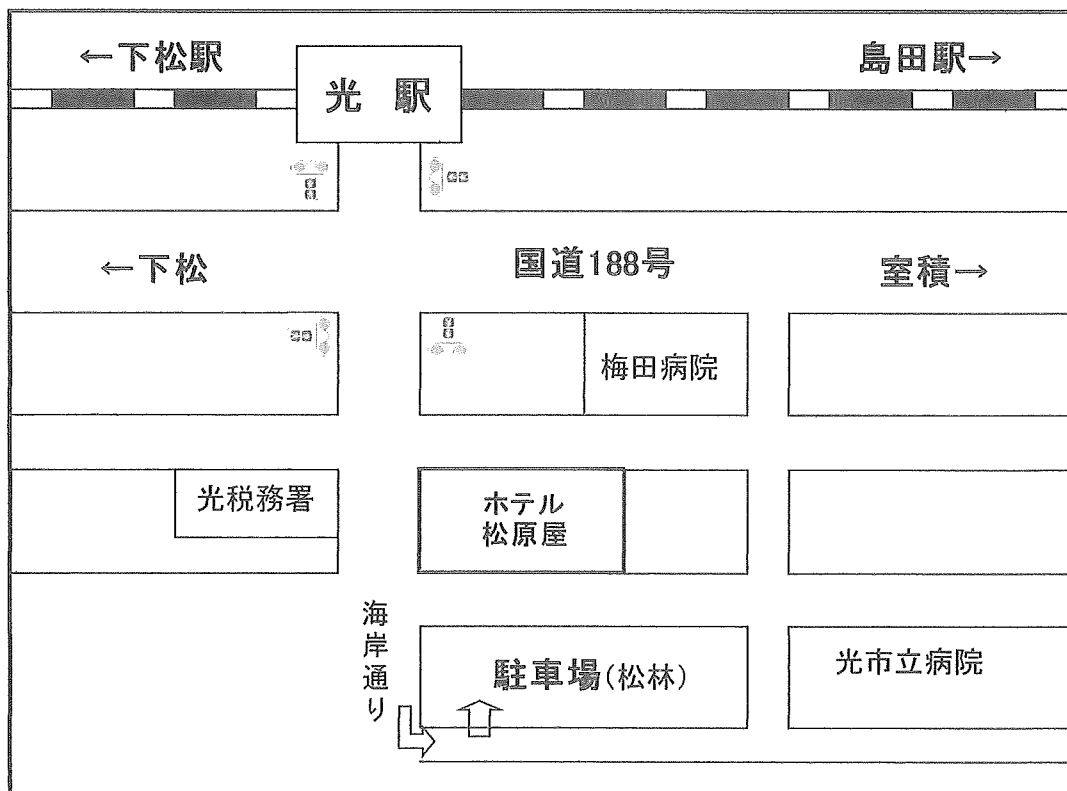 ←下松駅
光 駅
島田駅→
←下松
国道188号
室積→
梅田病院
光税務署
ホテル
松原屋
海岸通り
駐車場(松林)
光市立病院